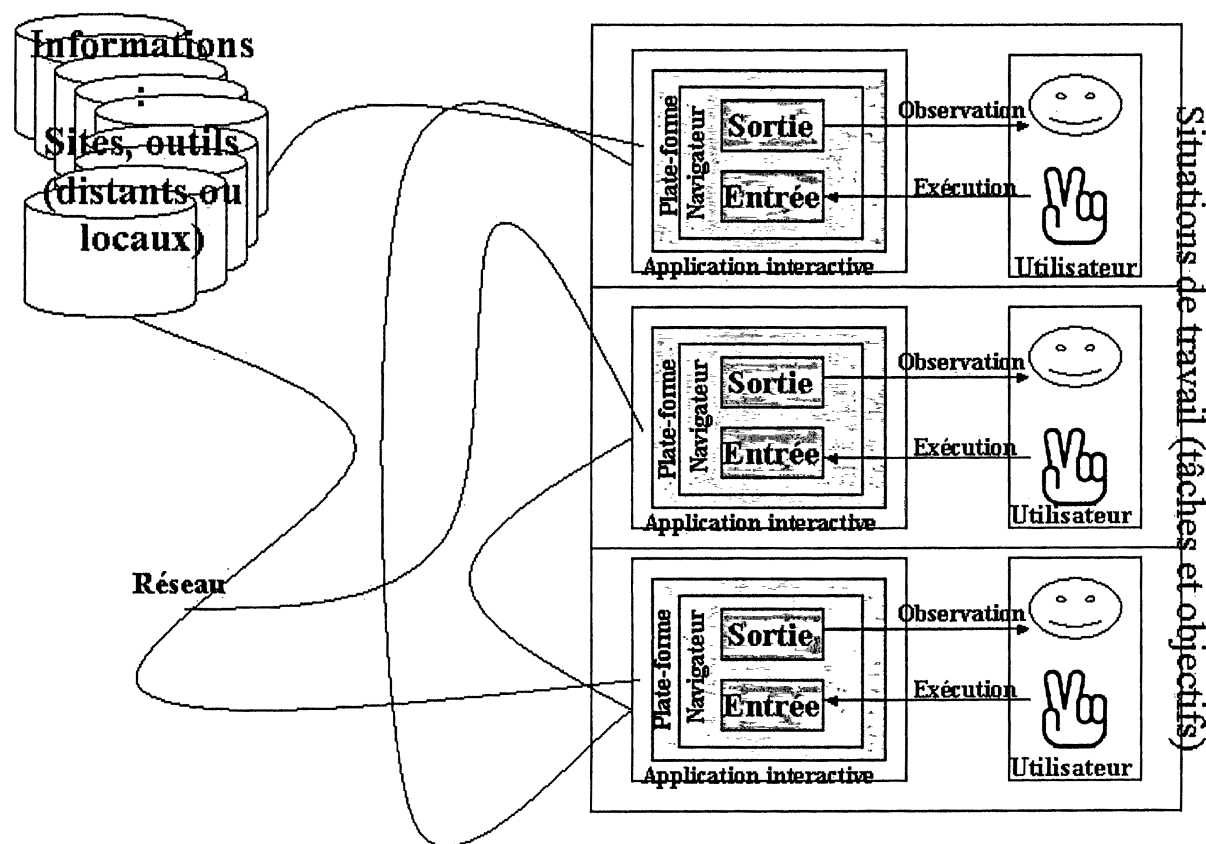 Informations
:
Sites, outils
(distants ou
locaux)
Réseau
Plate-forme
Navigateur
Sortie
Entrée
Application interactive
Observation
Exécution
Utilisateur
Plate-forme
Navigateur
Sortie
Entrée
Application interactive
Observation
Exécution
Utilisateur
Plate-forme
Navigateur
Sortie
Entrée
Application interactive
Observation
Exécution
Utilisateur
Situations de travail (tâches et objectifs)